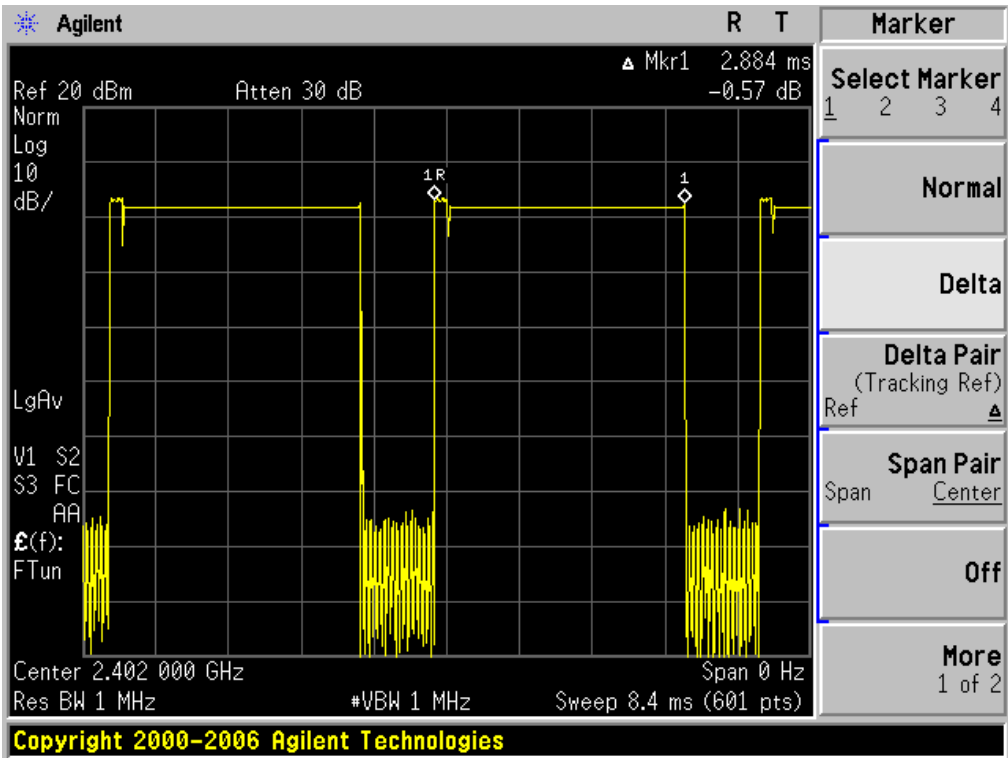 Agilent
R T
Marker
Δ Mkr1 2.884 ms
Ref 20 dBm Atten 30 dB -0.57 dB
Norm
Log
10
dB/
1R
1
LgAv
V1 S2
S3 FC
AA
£(f):
FTun
Center 2.402 000 GHz Span 0 Hz
Res BW 1 MHz #VBW 1 MHz Sweep 8.4 ms (601 pts)
Copyright 2000-2006 Agilent Technologies
Select Marker
1 2 3 4
Normal
Delta
Delta Pair
(Tracking Ref)
Ref Δ
Span Pair
Span Center
Off
More
1 of 2